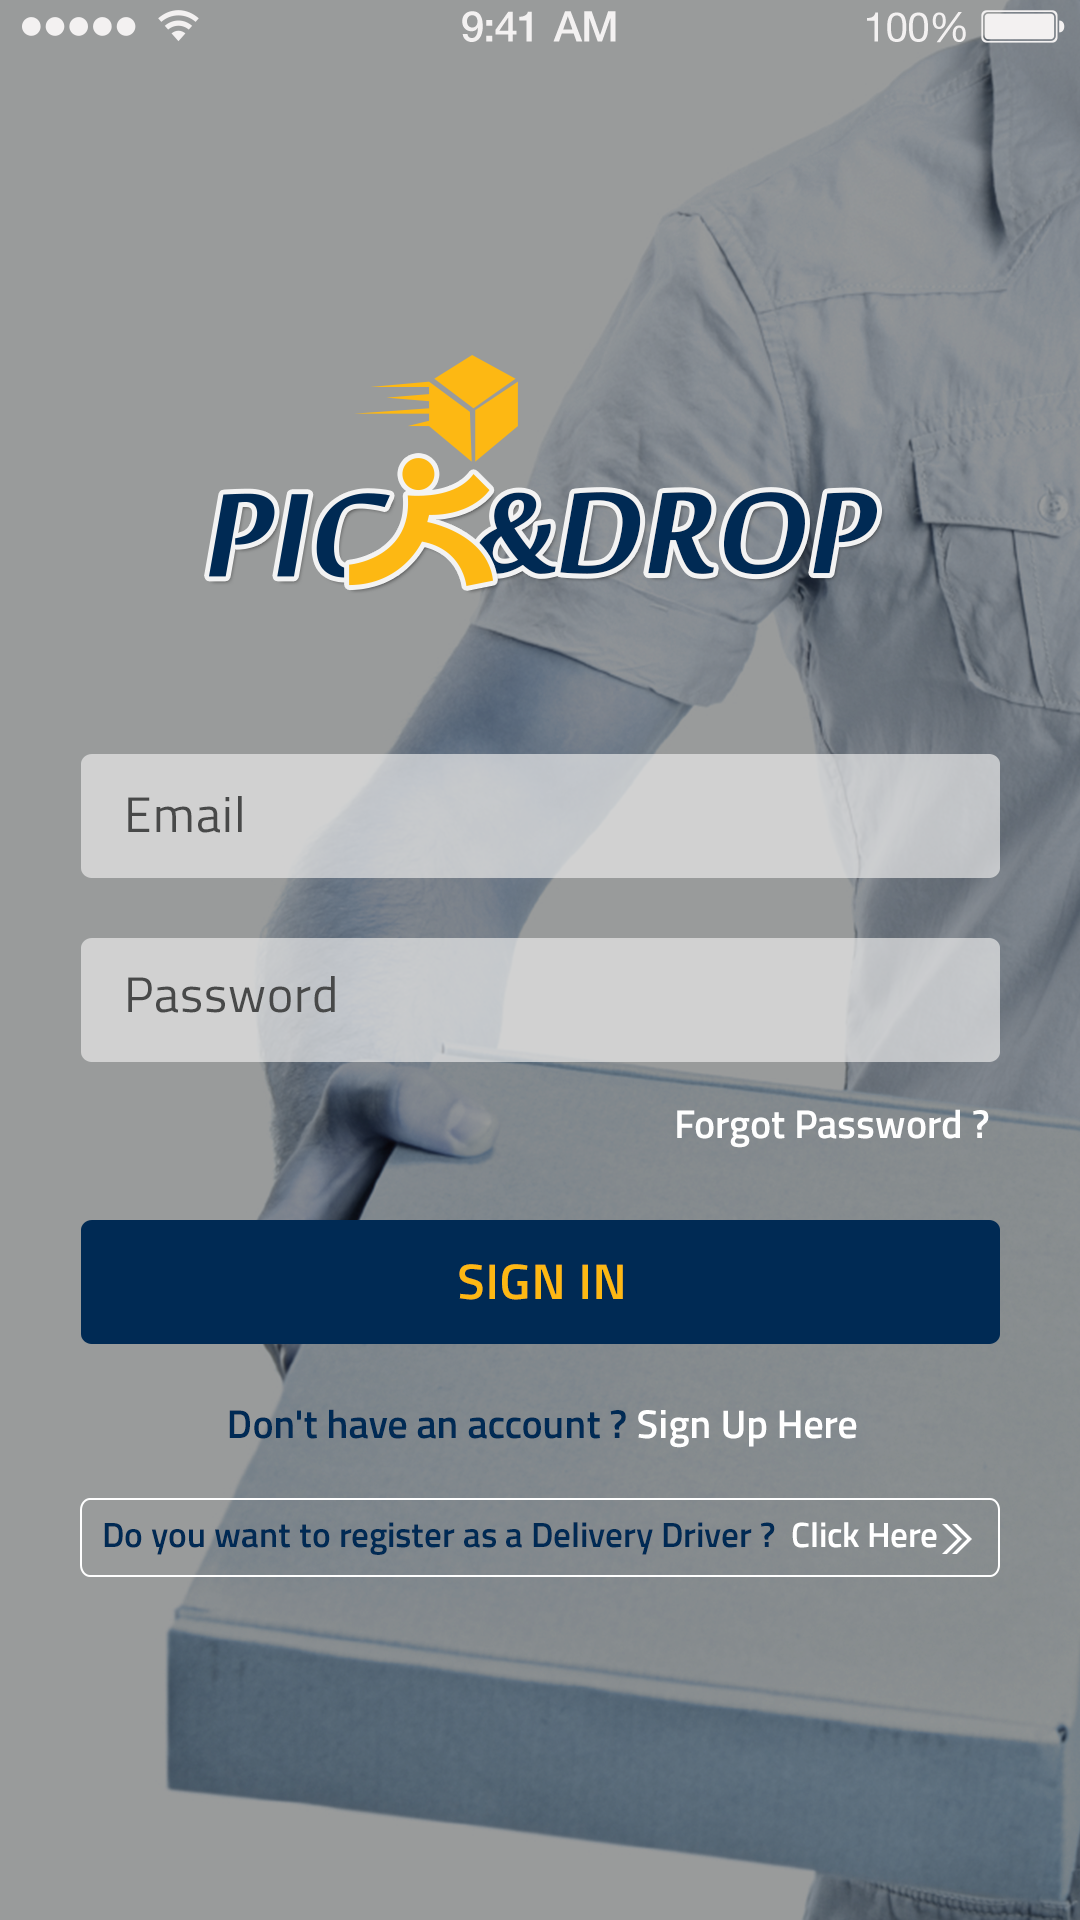 9:41 AM 100%
PICK&DROP
Email
Password
Forgot Password ?
SIGN IN
Don't have an account ? Sign Up Here
Do you want to register as a Delivery Driver ? Click Here